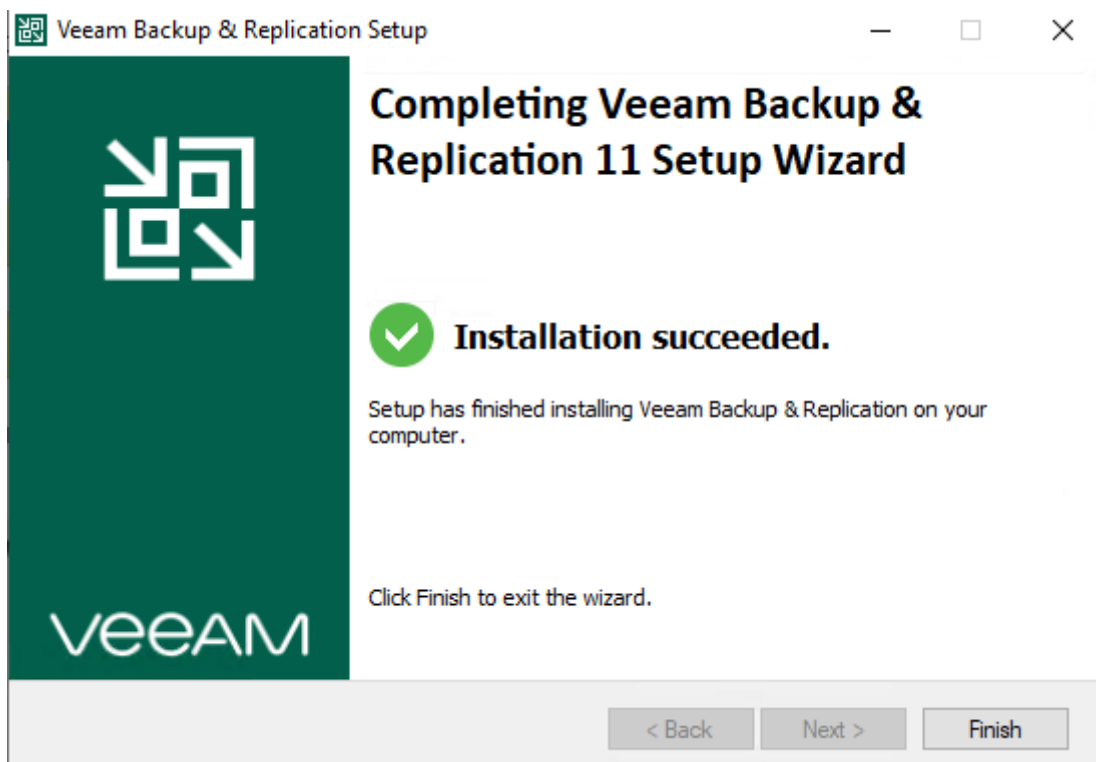 Veeam Backup & Replication Setup
Completing Veeam Backup &
Replication 11 Setup Wizard
Installation succeeded.
Setup has finished installing Veeam Backup & Replication on your
computer.
Click Finish to exit the wizard.
veeAM
< Back
Next >
Finish